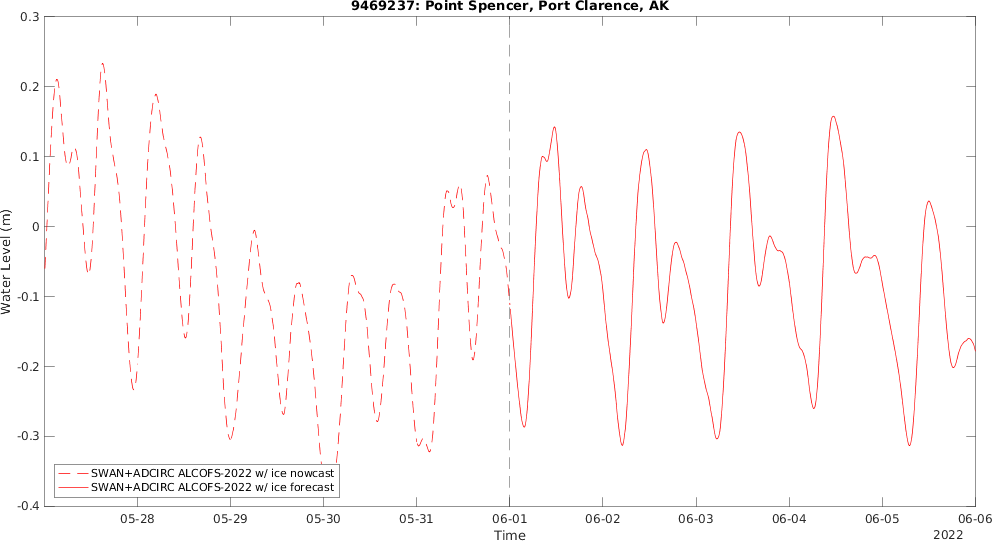 9469237: Point Spencer, Port Clarence, AK
0.3
0.2
0.1
0
-0.1
-0.2
-0.3
-0.4
Water Level (m)
SWAN+ADCIRC ALCOFS-2022 w/ ice nowcast
SWAN+ADCIRC ALCOFS-2022 w/ ice forecast
05-28 05-29 05-30 05-31 06-01 06-02 06-03 06-04 06-05 06-06
Time
2022